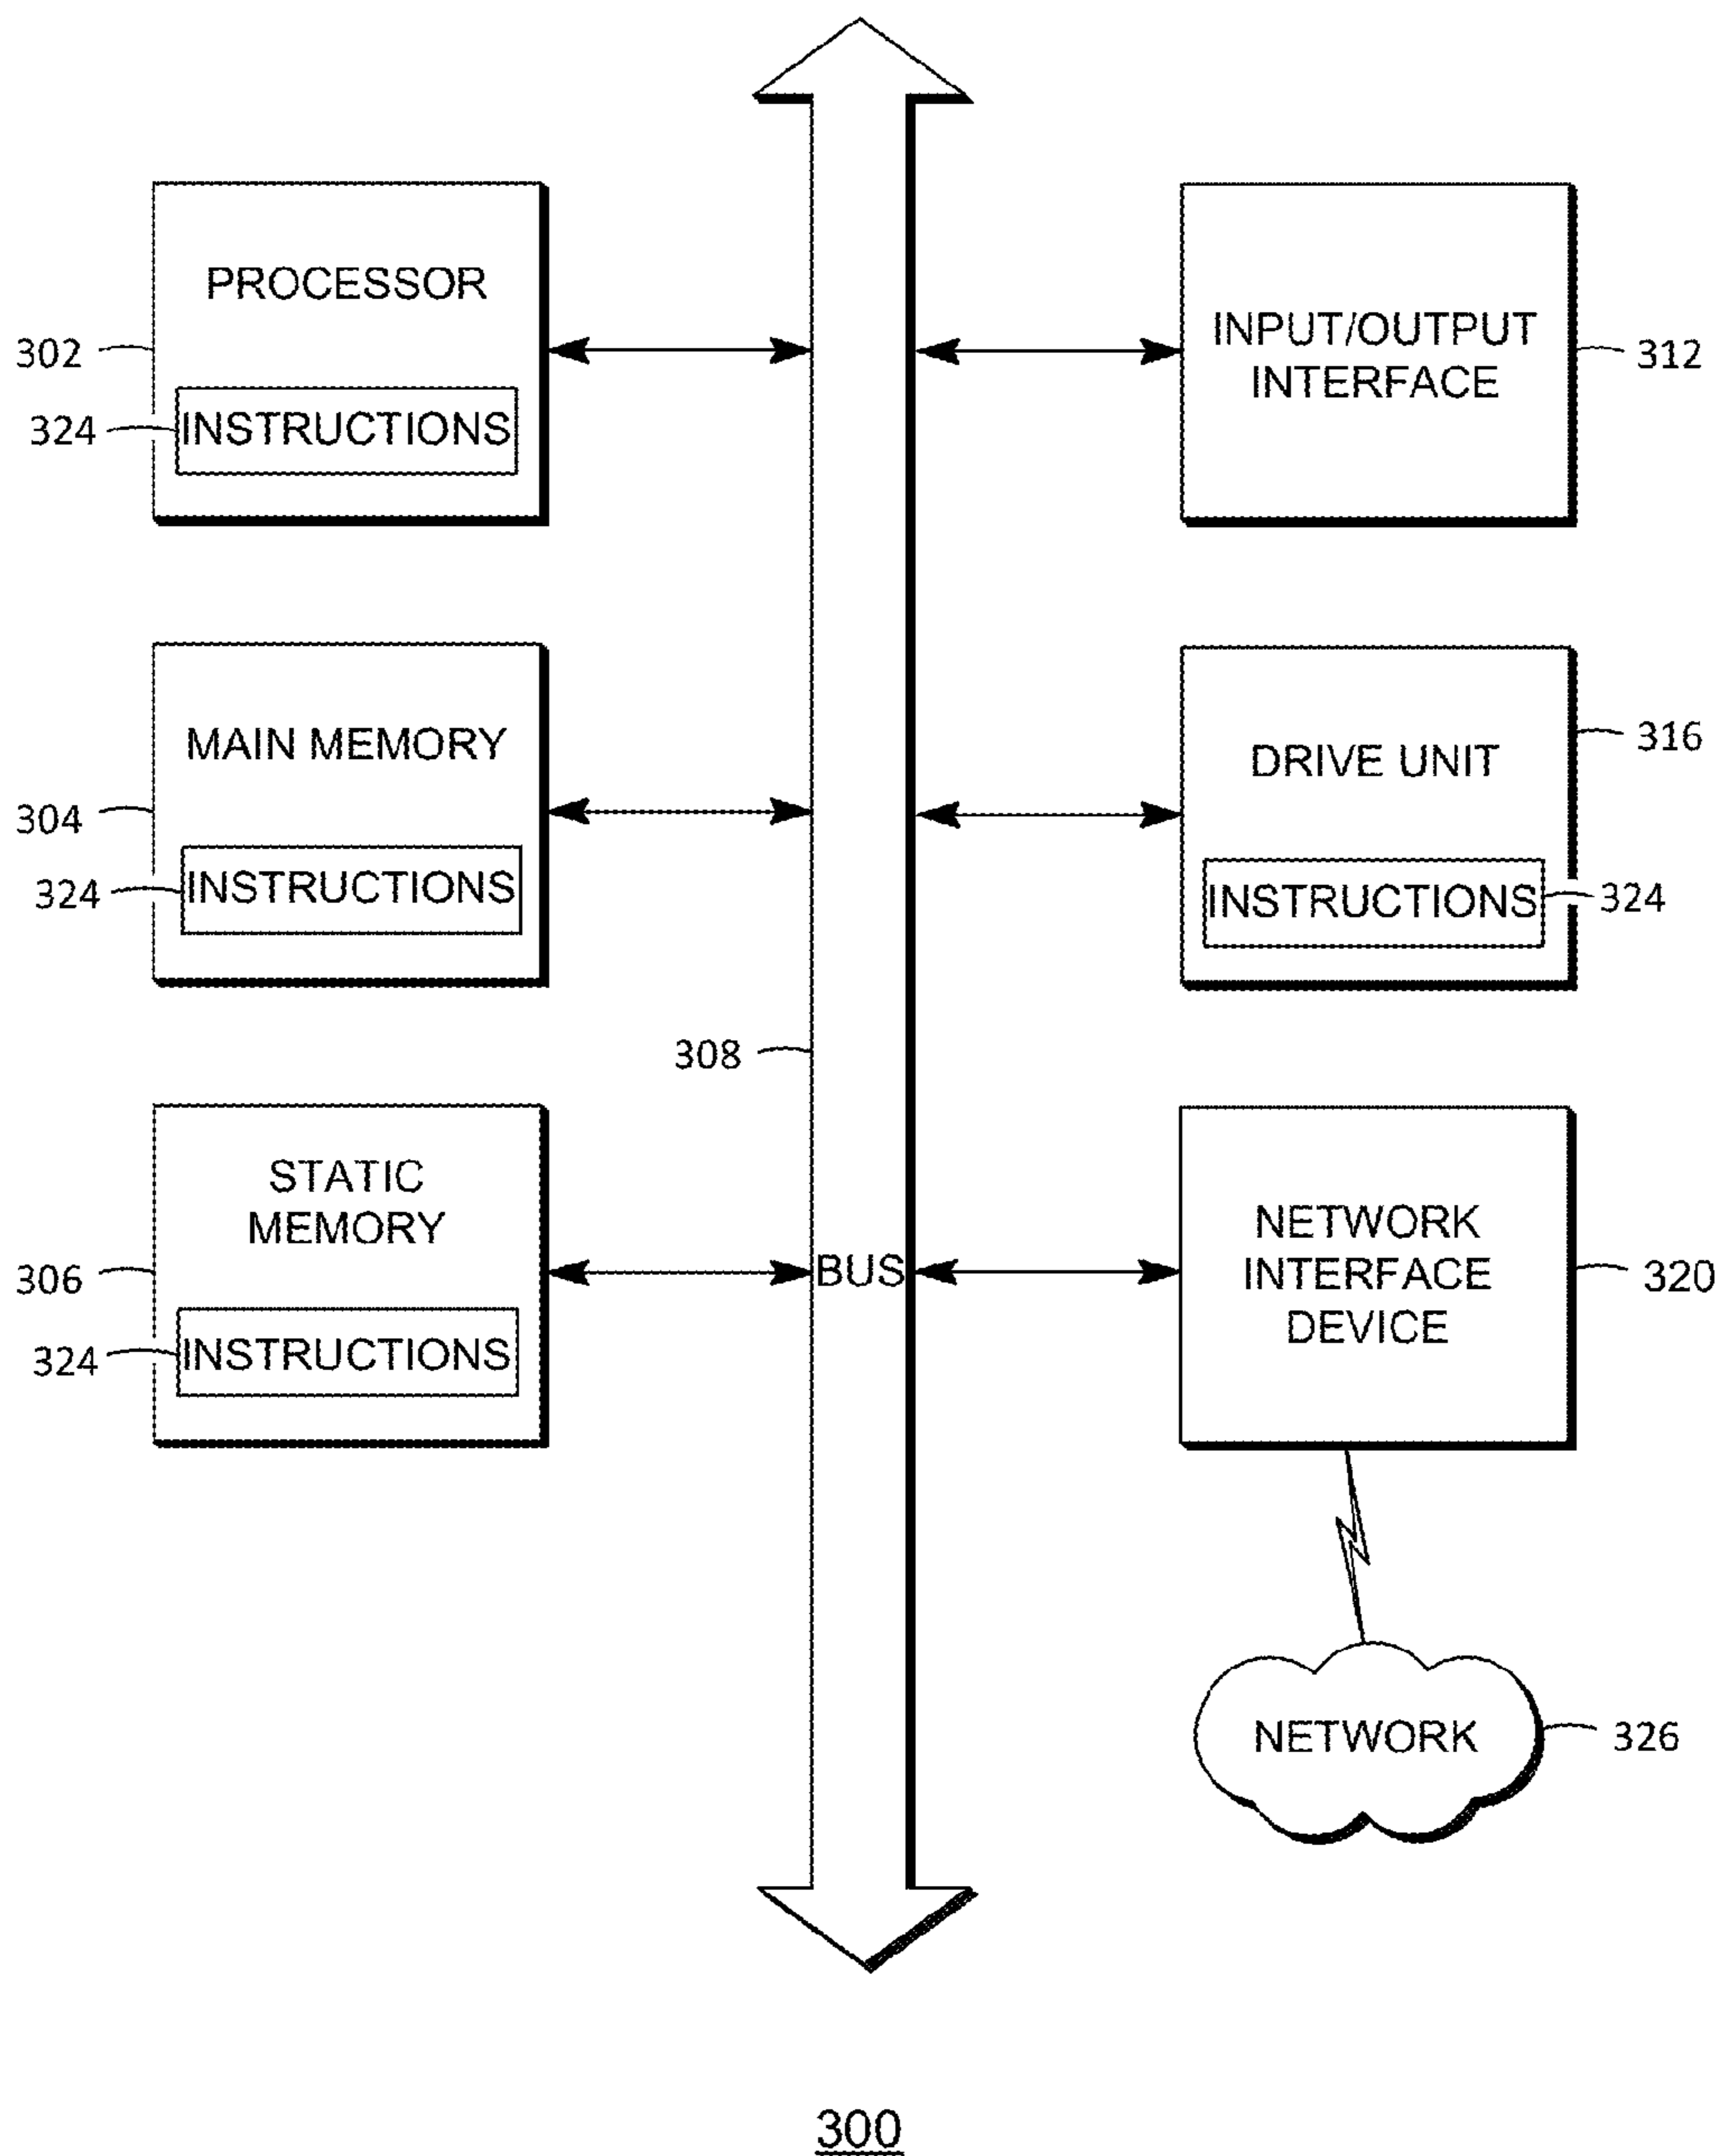 PROCESSOR
302
324
INSTRUCTIONS
INPUT/OUTPUT
INTERFACE
312
MAIN MEMORY
304
324
INSTRUCTIONS
DRIVE UNIT
316
INSTRUCTIONS
324
308
STATIC
MEMORY
306
324
INSTRUCTIONS
BUS
NETWORK
INTERFACE
DEVICE
320
NETWORK
326
300